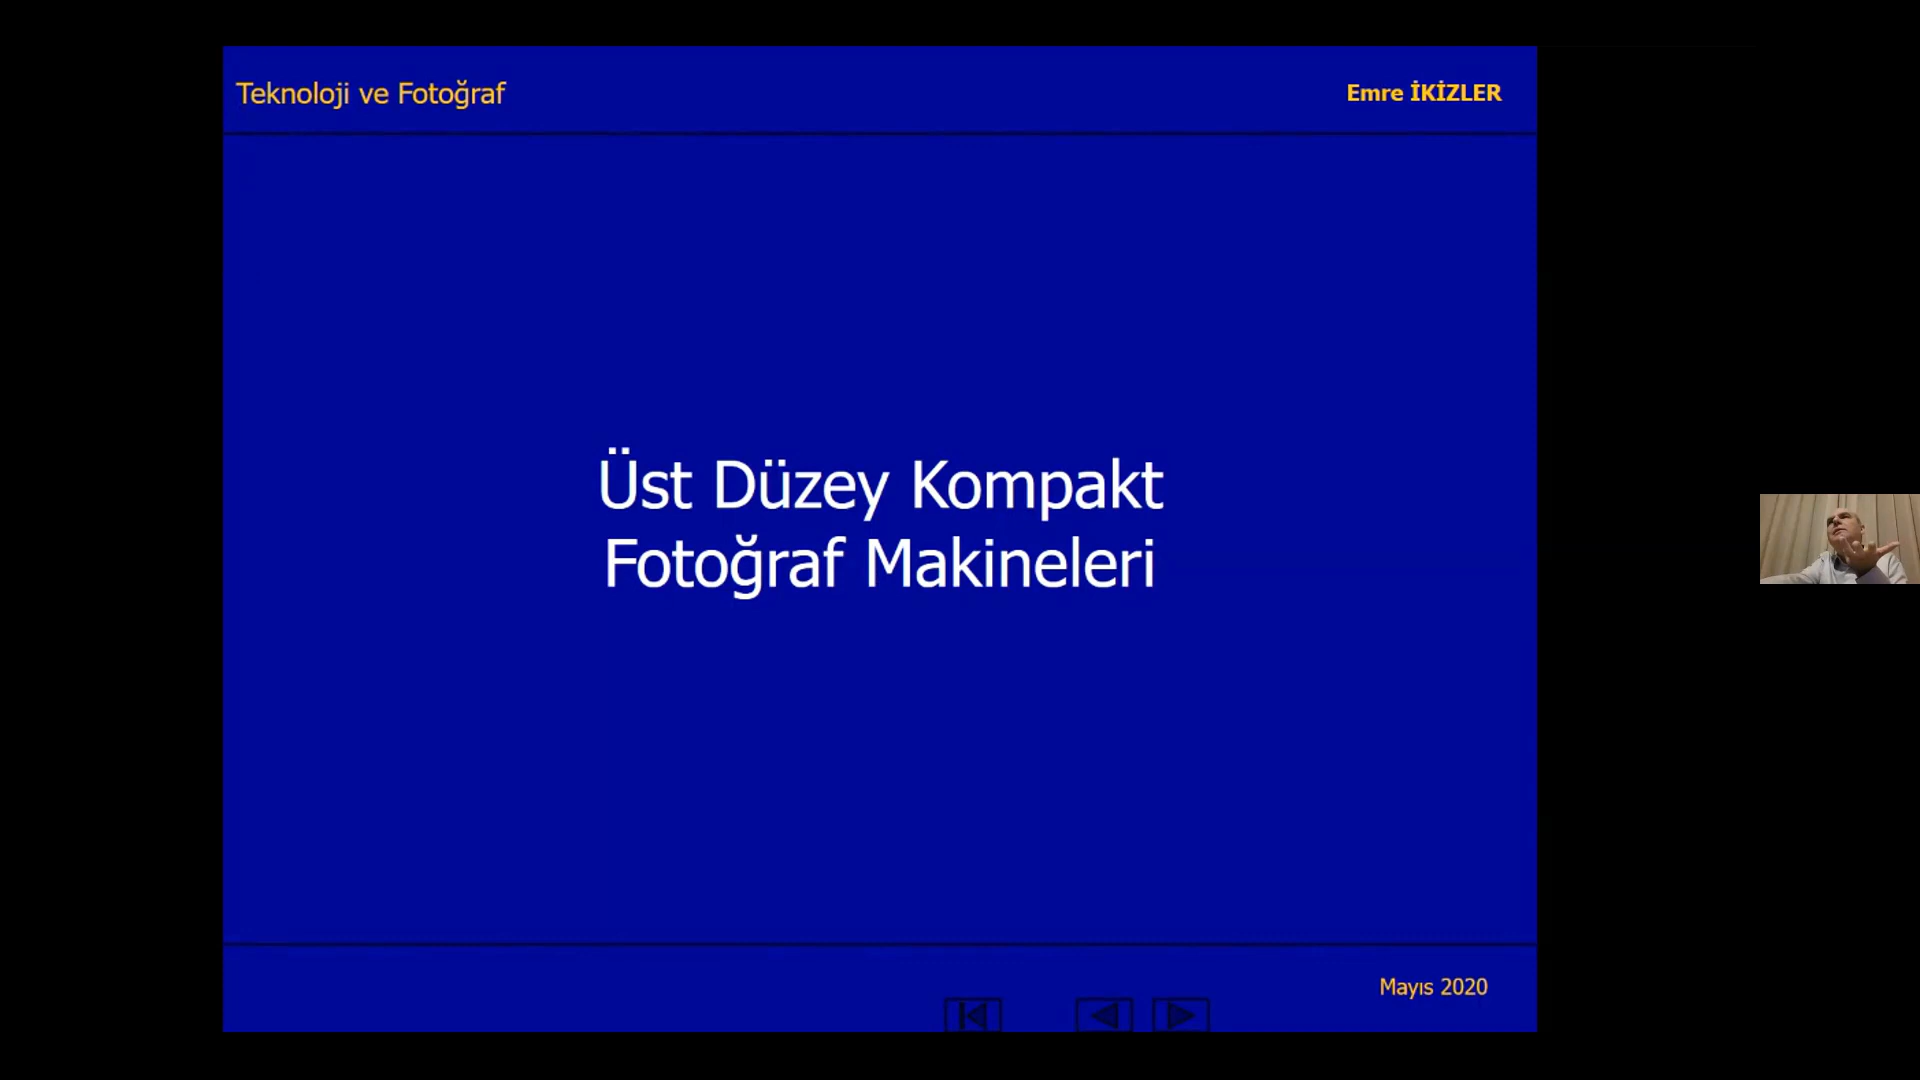 Teknoloji ve Fotoğraf
Emre İKİZLER
Üst Düzey Kompakt
Fotoğraf Makineleri
Mayıs 2020